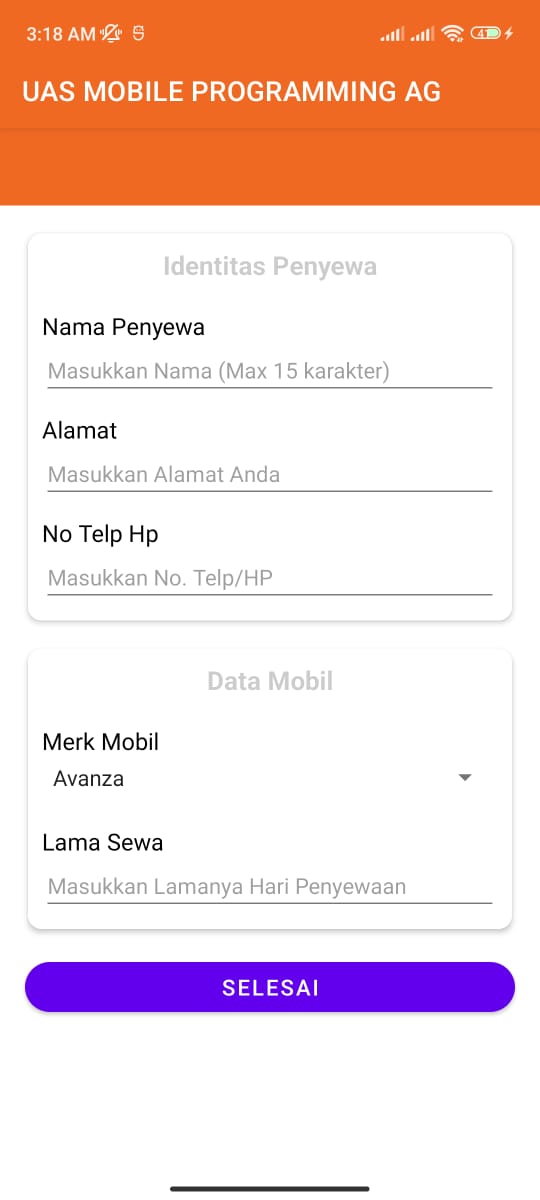 3:18 AM
41
UAS MOBILE PROGRAMMING AG
Identitas Penyewa
Nama Penyewa
Masukkan Nama (Max 15 karakter)
Alamat
Masukkan Alamat Anda
No Telp Hp
Masukkan No. Telp/HP
Data Mobil
Merk Mobil
Avanza
Lama Sewa
Masukkan Lamanya Hari Penyewaan
SELESAI